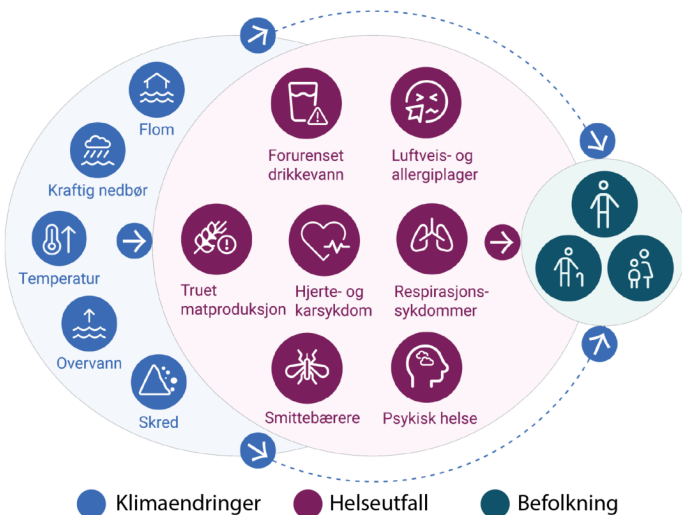 Flom
Kraftig nedbør
Temperatur
Overvann
Skred
Forurenset
drikkevann
Luftveis- og
allergiplager
Truet
matproduksjon
Hjerte- og
karsykdom
Respirasjons-
sykdommer
Smittebærere
Psykisk helse
Klimaendringer
Helseutfall
Befolkning